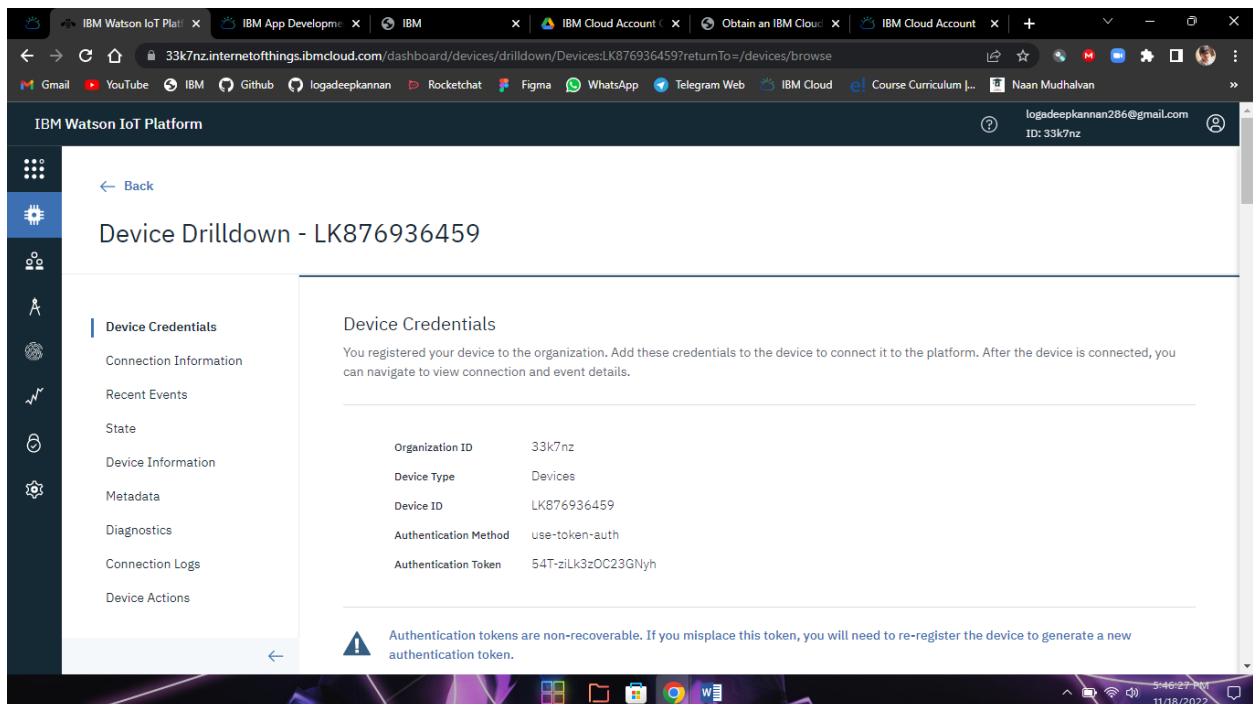 IBM Watson IoT Platf
IBM App Developme
IBM
IBM Cloud Account
Obtain an IBM Cloud
IBM Cloud Account
33k7nz.internetofthings.ibmcloud.com/dashboard/devices/drilldown/Devices:LK876936459?returnTo=/devices/browse
Gmail YouTube IBM Github logadeepkannan Rocketchat Figma WhatsApp Telegram Web IBM Cloud Course Curriculum |... Naan Mudhalvan »
IBM Watson IoT Platform
logadeepkannan286@gmail.com
ID: 33k7nz
← Back
Device Drilldown - LK876936459
Device Credentials
Connection Information
Recent Events
State
Device Information
Metadata
Diagnostics
Connection Logs
Device Actions
Device Credentials
You registered your device to the organization. Add these credentials to the device to connect it to the platform. After the device is connected, you
can navigate to view connection and event details.
Organization ID 33k7nz
Device Type Devices
Device ID LK876936459
Authentication Method use-token-auth
Authentication Token 54T-ziLk3zOC23GNyh
Authentication tokens are non-recoverable. If you misplace this token, you will need to re-register the device to generate a new
authentication token.
5:46:27 PM
11/18/2022